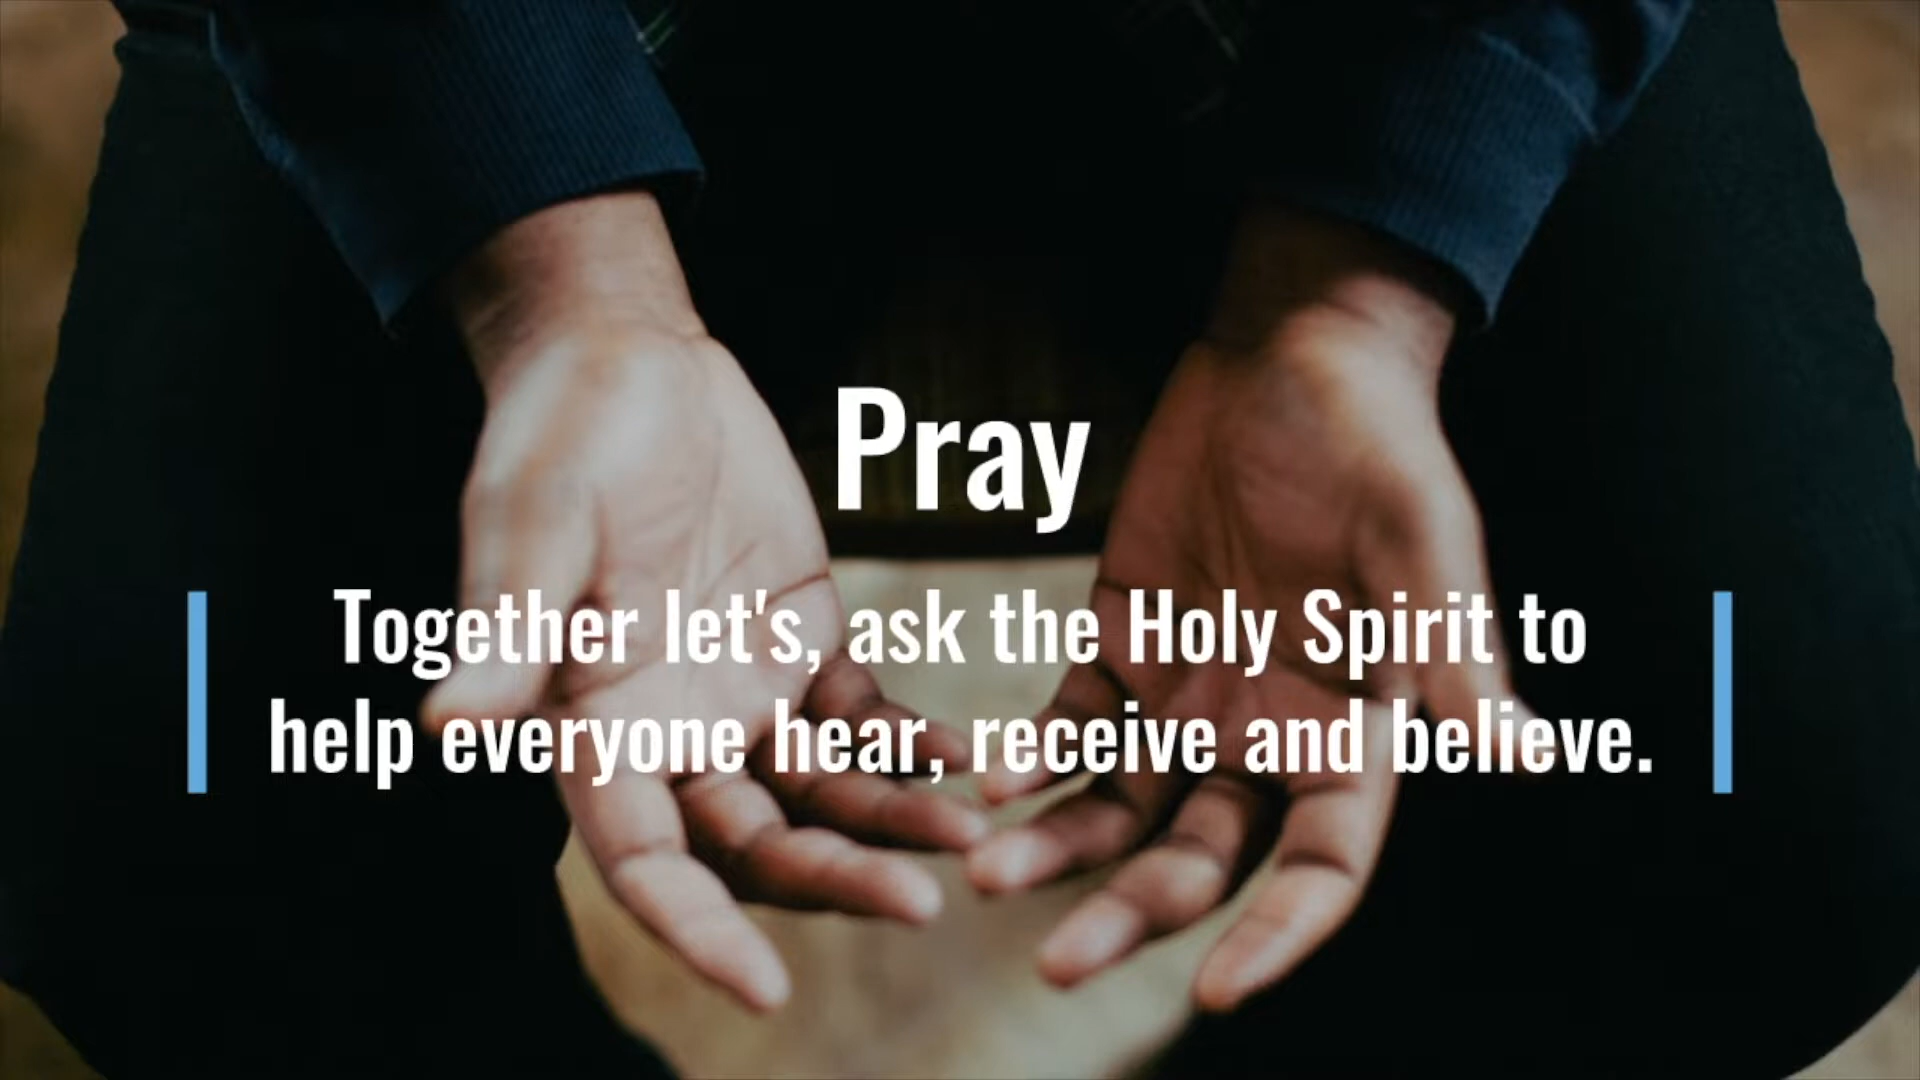 Pray
Together let's, ask the Holy Spirit to
help everyone hear, receive and believe.